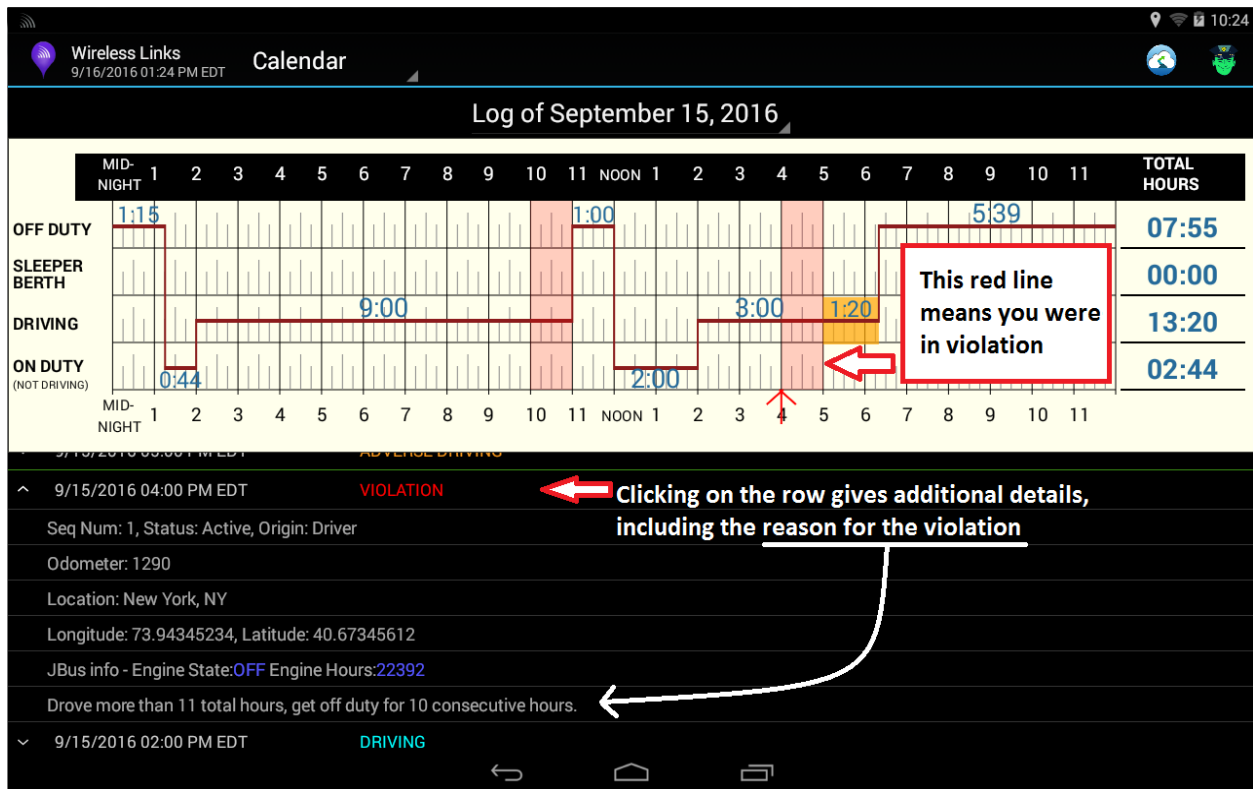 10:24
Wireless Links
9/16/2016 01:24 PM EDT
Calendar
Log of September 15, 2016
MID-NIGHT 1 2 3 4 5 6 7 8 9 10 11 NOON 1 2 3 4 5 6 7 8 9 10 11 TOTAL HOURS
1:15 1:00 5:39
OFF DUTY 07:55
SLEEPER BERTH 00:00
9:00 3:00 1:20
DRIVING 13:20
ON DUTY
(NOT DRIVING)
0:44 2:00
02:44
This red line
means you were
in violation
MID-NIGHT 1 2 3 4 5 6 7 8 9 10 11 NOON 1 2 3 4 5 6 7 8 9 10 11
9/15/2016 05:00 PM EDT ADVERSE DRIVING
9/15/2016 04:00 PM EDT VIOLATION
Clicking on the row gives additional details,
including the reason for the violation
Seq Num: 1, Status: Active, Origin: Driver
Odometer: 1290
Location: New York, NY
Longitude: 73.94345234, Latitude: 40.67345612
JBus info - Engine State:OFF Engine Hours:22392
Drove more than 11 total hours, get off duty for 10 consecutive hours.
9/15/2016 02:00 PM EDT DRIVING